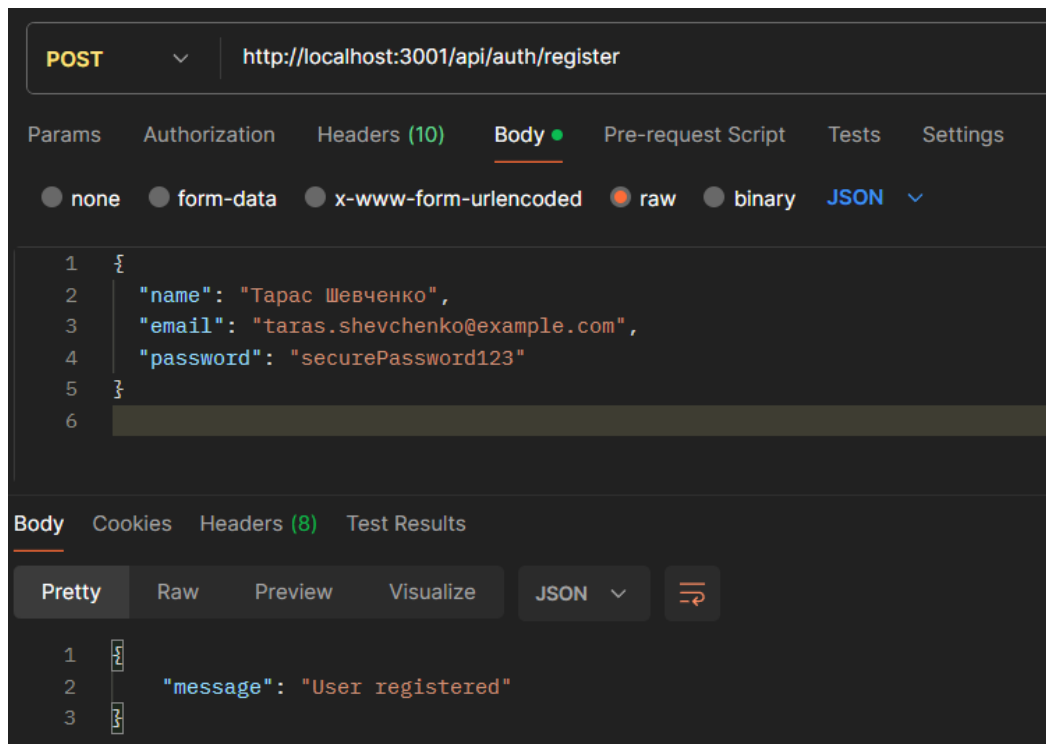 POST http://localhost:3001/api/auth/register
Params Authorization Headers (10) Body Pre-request Script Tests Settings
none form-data x-www-form-urlencoded raw binary JSON
1 {
2 "name": "Тарас Шевченко",
3 "email": "taras.shevchenko@example.com",
4 "password": "securePassword123"
5 }
6
Body Cookies Headers (8) Test Results
Pretty Raw Preview Visualize JSON
1 {
2 "message": "User registered"
3 }